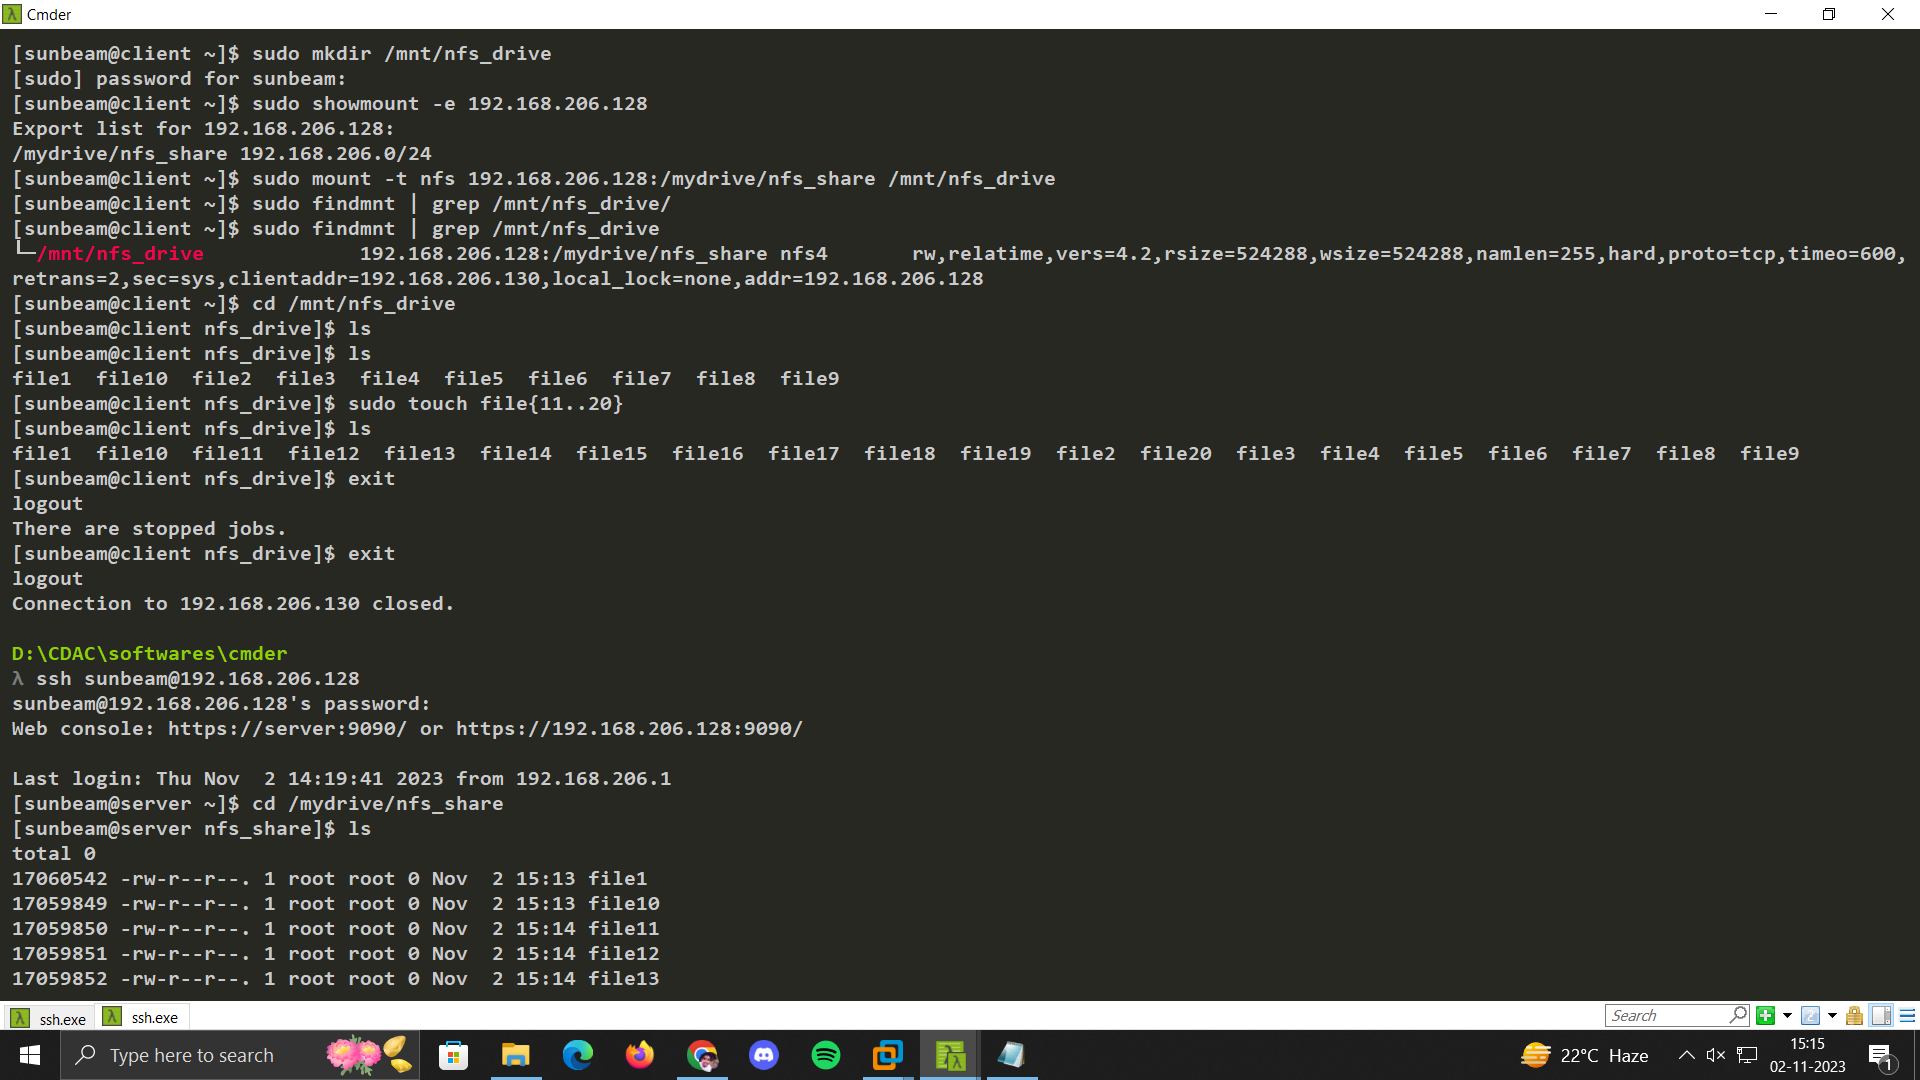 Cmder
[sunbeam@client ~]$ sudo mkdir /mnt/nfs_drive
[sudo] password for sunbeam:
[sunbeam@client ~]$ sudo showmount -e 192.168.206.128
Export list for 192.168.206.128:
/mydrive/nfs_share 192.168.206.0/24
[sunbeam@client ~]$ sudo mount -t nfs 192.168.206.128:/mydrive/nfs_share /mnt/nfs_drive
[sunbeam@client ~]$ sudo findmnt | grep /mnt/nfs_drive/
[sunbeam@client ~]$ sudo findmnt | grep /mnt/nfs_drive
└─/mnt/nfs_drive             192.168.206.128:/mydrive/nfs_share nfs4       rw,relatime,vers=4.2,rsize=524288,wsize=524288,namlen=255,hard,proto=tcp,timeo=600,
retrans=2,sec=sys,clientaddr=192.168.206.130,local_lock=none,addr=192.168.206.128
[sunbeam@client ~]$ cd /mnt/nfs_drive
[sunbeam@client nfs_drive]$ ls
[sunbeam@client nfs_drive]$ ls
file1  file10  file2  file3  file4  file5  file6  file7  file8  file9
[sunbeam@client nfs_drive]$ sudo touch file{11..20}
[sunbeam@client nfs_drive]$ ls
file1  file10  file11  file12  file13  file14  file15  file16  file17  file18  file19  file2  file20  file3  file4  file5  file6  file7  file8  file9
[sunbeam@client nfs_drive]$ exit
logout
There are stopped jobs.
[sunbeam@client nfs_drive]$ exit
logout
Connection to 192.168.206.130 closed.
D:\CDAC\softwares\cmder
λ ssh sunbeam@192.168.206.128
sunbeam@192.168.206.128's password:
Web console: https://server:9090/ or https://192.168.206.128:9090/
Last login: Thu Nov  2 14:19:41 2023 from 192.168.206.1
[sunbeam@server ~]$ cd /mydrive/nfs_share
[sunbeam@server nfs_share]$ ls
total 0
17060542 -rw-r--r--. 1 root root 0 Nov  2 15:13 file1
17059849 -rw-r--r--. 1 root root 0 Nov  2 15:13 file10
17059850 -rw-r--r--. 1 root root 0 Nov  2 15:14 file11
17059851 -rw-r--r--. 1 root root 0 Nov  2 15:14 file12
17059852 -rw-r--r--. 1 root root 0 Nov  2 15:14 file13
ssh.exe
ssh.exe
Search
Type here to search
22°C Haze
15:15
02-11-2023
1